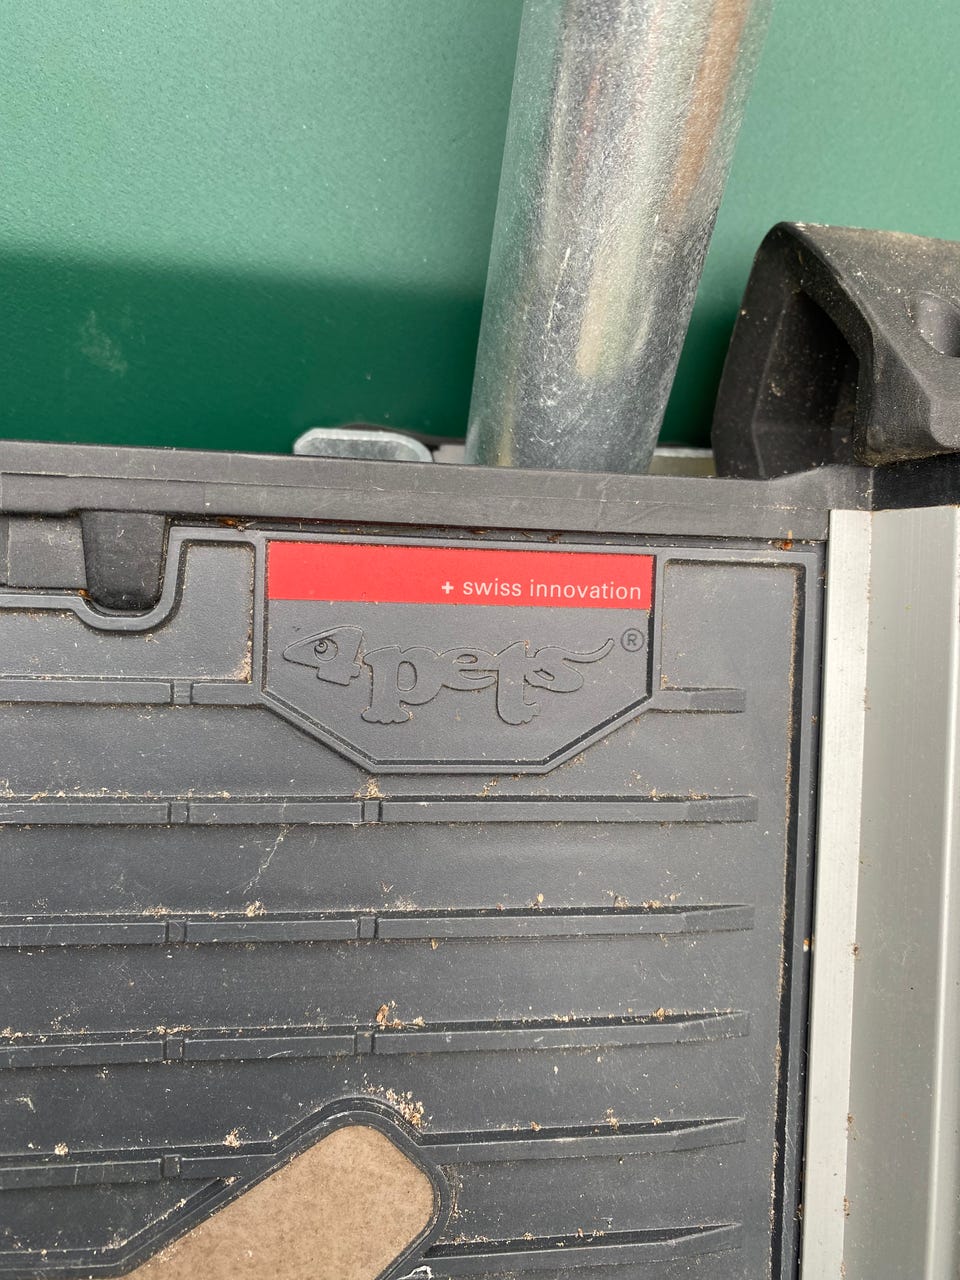 + swiss innovation
4pets®